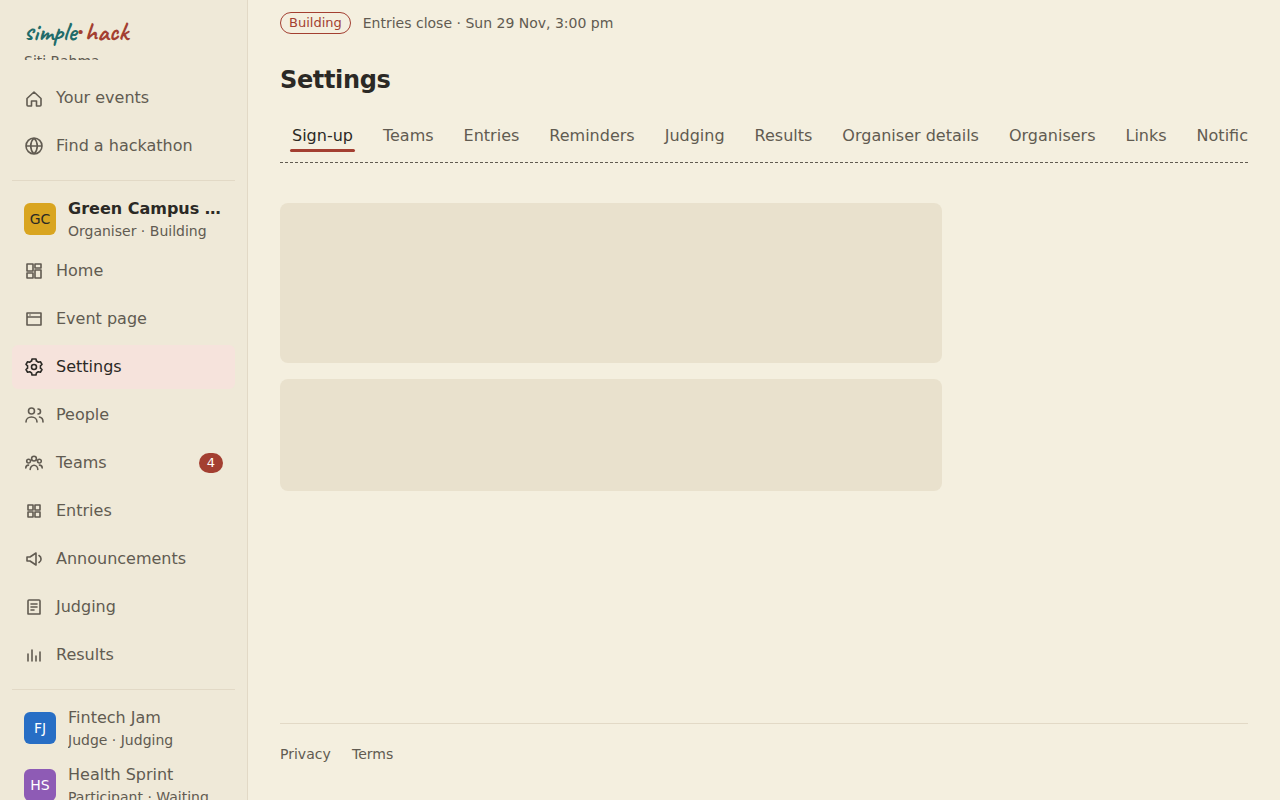 simple·hack
Siti Rahma
Your events
Find a hackathon
GC
Green Campus …
Organiser · Building
Home
Event page
Settings
People
Teams
4
Entries
Announcements
Judging
Results
FJ
Fintech Jam
Judge · Judging
HS
Health Sprint
Participant · Waiting
Building
Entries close · Sun 29 Nov, 3:00 pm
Settings
Sign-up Teams Entries Reminders Judging Results Organiser details Organisers Links Notific
Privacy Terms